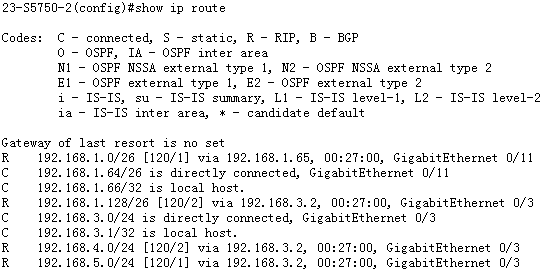 23-S5750-2(config)#show ip route
Codes: C - connected, S - static, R - RIP, B - BGP
O - OSPF, IA - OSPF inter area
N1 - OSPF NSSA external type 1, N2 - OSPF NSSA external type 2
E1 - OSPF external type 1, E2 - OSPF external type 2
i - IS-IS, su - IS-IS summary, L1 - IS-IS level-1, L2 - IS-IS level-2
ia - IS-IS inter area, * - candidate default
Gateway of last resort is no set
R 192.168.1.0/26 [120/1] via 192.168.1.65, 00:27:00, GigabitEthernet 0/11
C 192.168.1.64/26 is directly connected, GigabitEthernet 0/11
C 192.168.1.66/32 is local host.
R 192.168.1.128/26 [120/2] via 192.168.3.2, 00:27:00, GigabitEthernet 0/3
C 192.168.3.0/24 is directly connected, GigabitEthernet 0/3
C 192.168.3.1/32 is local host.
R 192.168.4.0/24 [120/2] via 192.168.3.2, 00:27:00, GigabitEthernet 0/3
R 192.168.5.0/24 [120/1] via 192.168.3.2, 00:27:00, GigabitEthernet 0/3